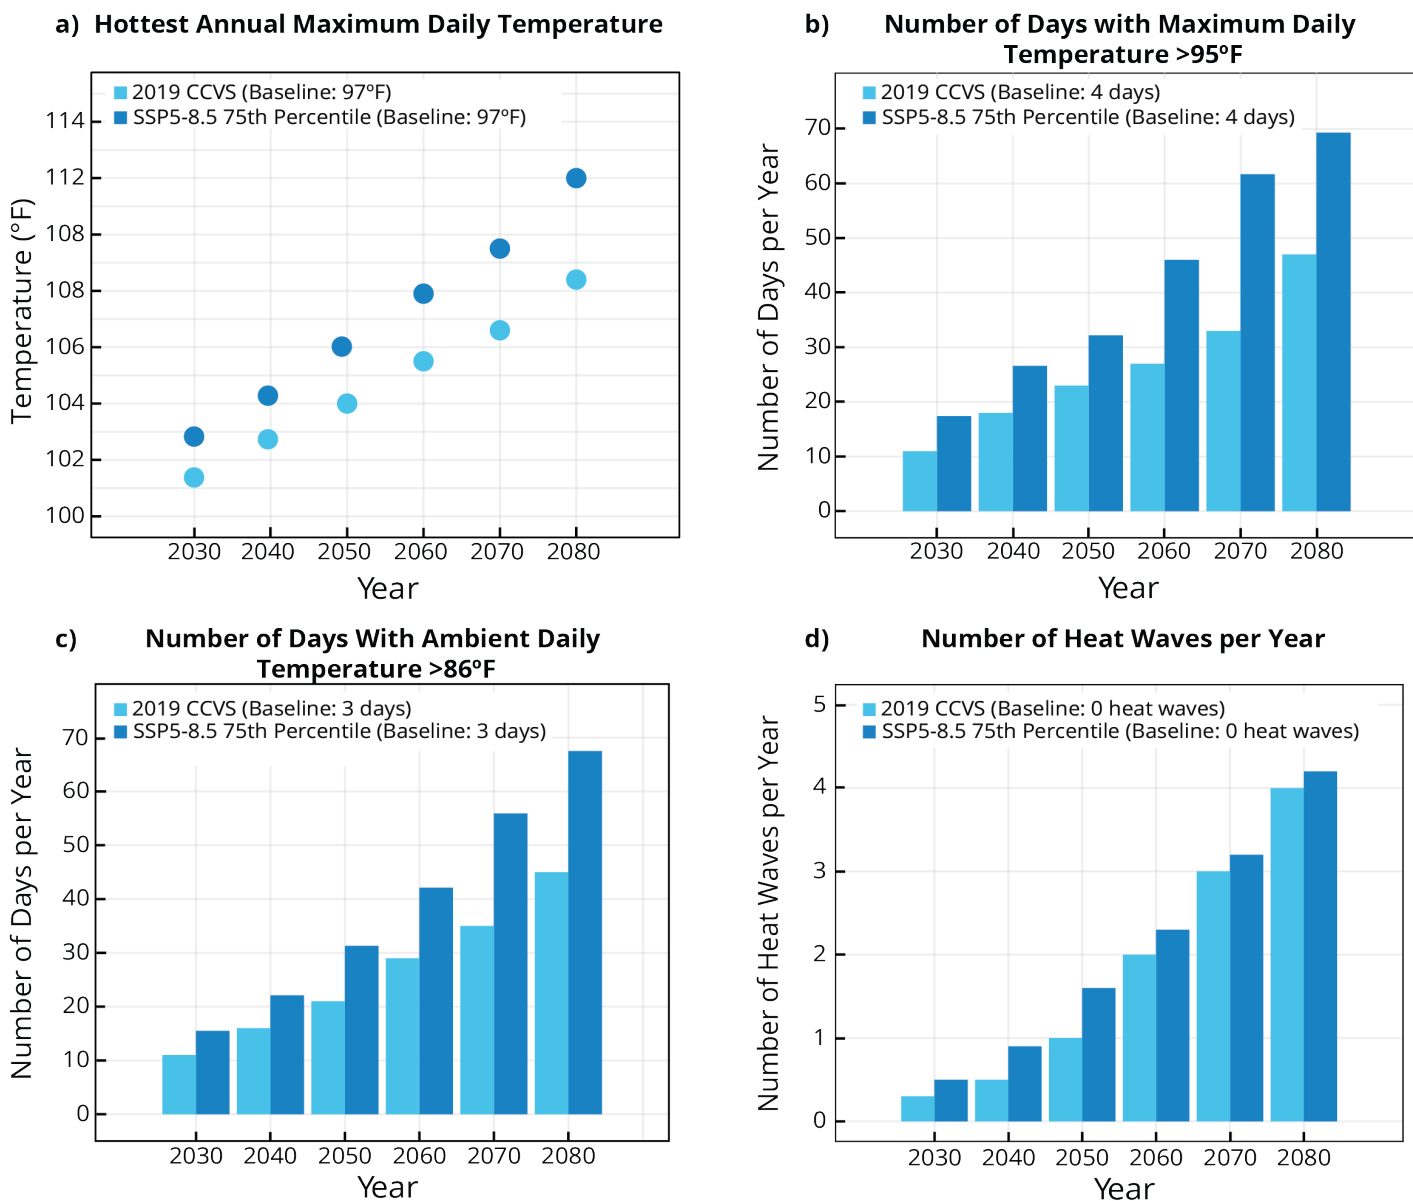 a) Hottest Annual Maximum Daily Temperature
2019 CCVS (Baseline: 97ºF)
SSP5-8.5 75th Percentile (Baseline: 97ºF)
Temperature (°F)
114
112
108
108
106
104
102
100
2030 2040 2050 2060 2070 2080
Year
b) Number of Days with Maximum Daily
Temperature >95ºF
2019 CCVS (Baseline: 4 days)
SSP5-8.5 75th Percentile (Baseline: 4 days)
Number of Days per Year
70
60
50
40
30
20
10
0
2030 2040 2050 2060 2070 2080
Year
c) Number of Days With Ambient Daily
Temperature >86ºF
2019 CCVS (Baseline: 3 days)
SSP5-8.5 75th Percentile (Baseline: 3 days)
Number of Days per Year
70
60
50
40
30
20
10
0
2030 2040 2050 2060 2070 2080
Year
d) Number of Heat Waves per Year
2019 CCVS (Baseline: 0 heat waves)
SSP5-8.5 75th Percentile (Baseline: 0 heat waves)
Number of Heat Waves per Year
5
4
3
2
1
0
2030 2040 2050 2060 2070 2080
Year